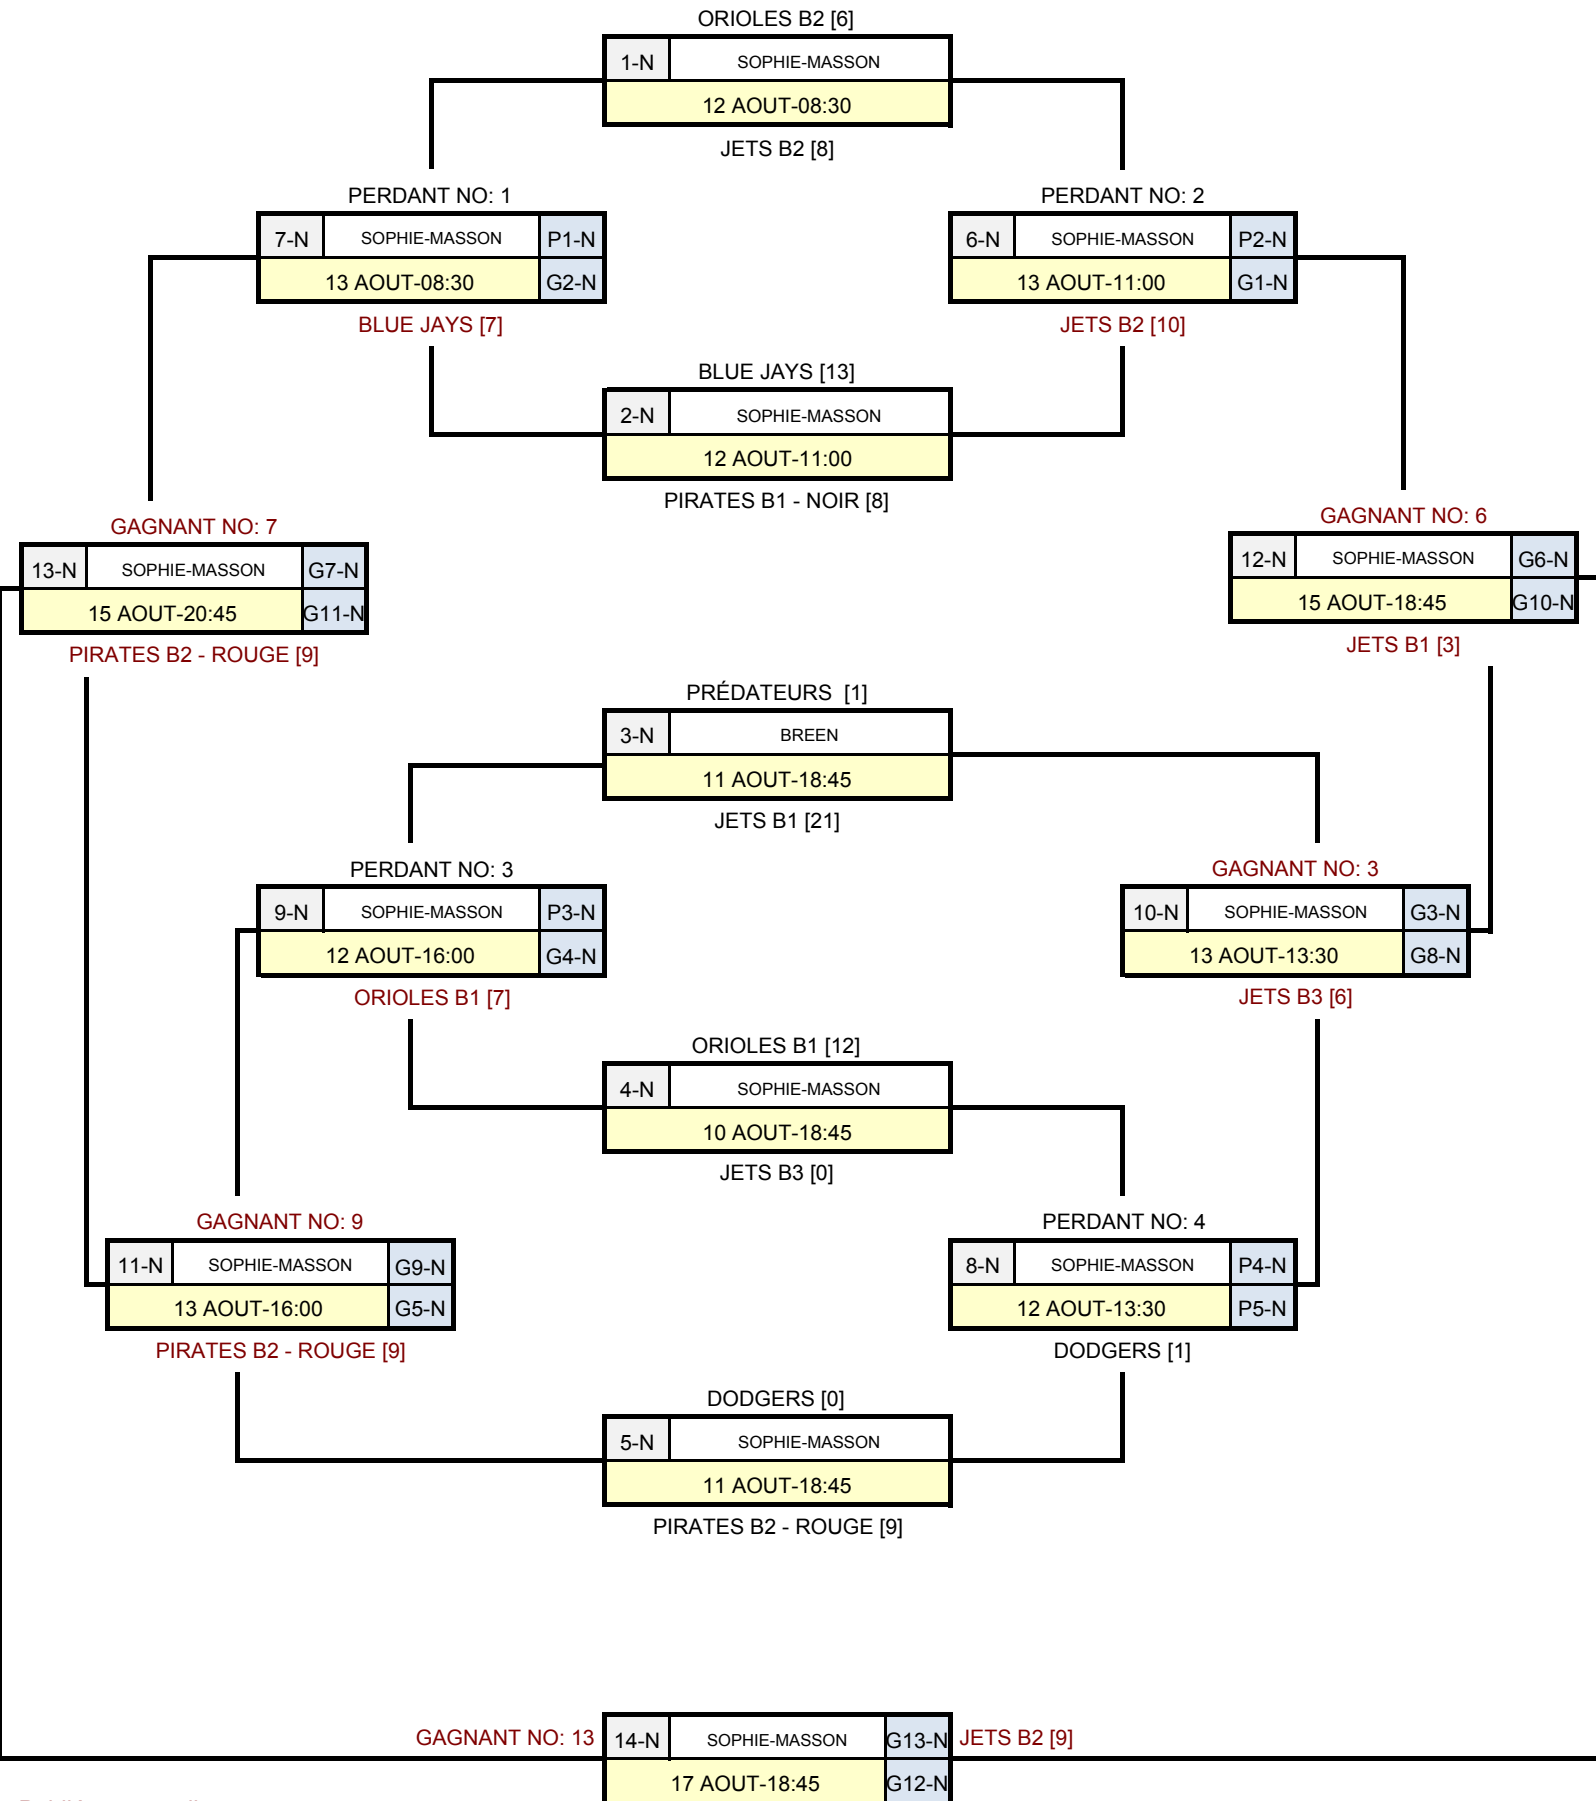 ORIOLES B2 [6]
1-N SOPHIE-MASSON
12 AOUT-08:30
JETS B2 [8]
PERDANT NO: 1
7-N SOPHIE-MASSON P1-N
13 AOUT-08:30 G2-N
BLUE JAYS [7]
PERDANT NO: 2
6-N SOPHIE-MASSON P2-N
13 AOUT-11:00 G1-N
JETS B2 [10]
BLUE JAYS [13]
2-N SOPHIE-MASSON
12 AOUT-11:00
PIRATES B1 - NOIR [8]
GAGNANT NO: 7
13-N SOPHIE-MASSON G7-N
15 AOUT-20:45 G11-N
PIRATES B2 - ROUGE [9]
GAGNANT NO: 6
12-N SOPHIE-MASSON G6-N
15 AOUT-18:45 G10-N
JETS B1 [3]
PRÉDATEURS [1]
3-N BREEN
11 AOUT-18:45
JETS B1 [21]
PERDANT NO: 3
9-N SOPHIE-MASSON P3-N
12 AOUT-16:00 G4-N
ORIOLES B1 [7]
GAGNANT NO: 3
10-N SOPHIE-MASSON G3-N
13 AOUT-13:30 G8-N
JETS B3 [6]
ORIOLES B1 [12]
4-N SOPHIE-MASSON
10 AOUT-18:45
JETS B3 [0]
GAGNANT NO: 9
11-N SOPHIE-MASSON G9-N
13 AOUT-16:00 G5-N
PIRATES B2 - ROUGE [9]
PERDANT NO: 4
8-N SOPHIE-MASSON P4-N
12 AOUT-13:30 P5-N
DODGERS [1]
DODGERS [0]
5-N SOPHIE-MASSON
11 AOUT-18:45
PIRATES B2 - ROUGE [9]
GAGNANT NO: 13 14-N SOPHIE-MASSON G13-N JETS B2 [9]
17 AOUT-18:45 G12-N